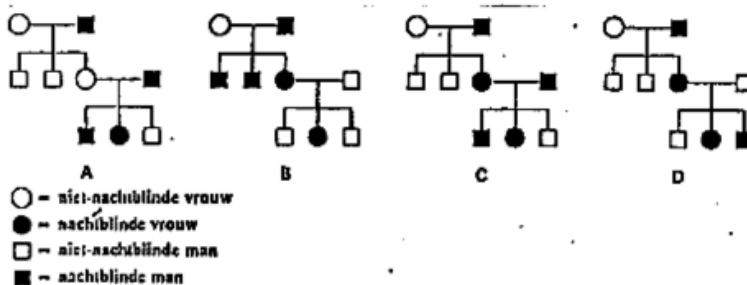 A B C D
= niet-nachtblinde vrouw
= nachtblinde vrouw
= niet-nachtblinde man
= nachtblinde man